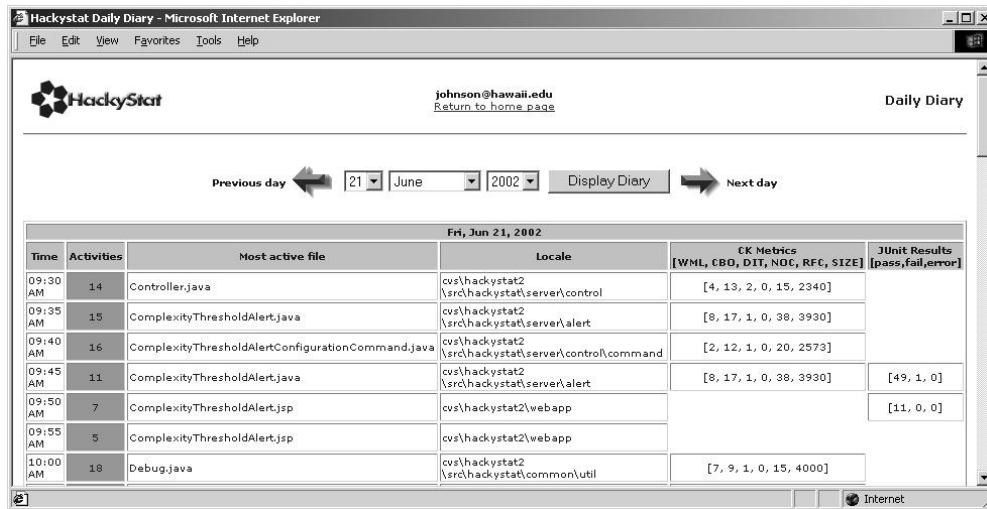 Hackystat Daily Diary - Microsoft Internet Explorer
File Edit View Favorites Tools Help
HackyStat
johnson@hawaii.edu
Return to home page
Daily Diary
Previous day 21 June 2002 Display Diary Next day
Fri, Jun 21, 2002
Time Activities Most active file Locale CK Metrics [WML, CBO, DIT, NOC, RFC, SIZE] JUnit Results [pass,fail,error]
09:30 AM 14 Controller.java cvs\hackystat2 \src\hackystat\server\control [4, 13, 2, 0, 15, 2340]
09:35 AM 15 ComplexityThresholdAlert.java cvs\hackystat2 \src\hackystat\server\alert [8, 17, 1, 0, 38, 3930]
09:40 AM 16 ComplexityThresholdAlertConfigurationCommand.java cvs\hackystat2 \src\hackystat\server\control\command [2, 12, 1, 0, 20, 2573]
09:45 AM 11 ComplexityThresholdAlert.java cvs\hackystat2 \src\hackystat\server\alert [8, 17, 1, 0, 38, 3930] [49, 1, 0]
09:50 AM 7 ComplexityThresholdAlert.jsp cvs\hackystat2\webapp [11, 0, 0]
09:55 AM 5 ComplexityThresholdAlert.jsp cvs\hackystat2\webapp
10:00 AM 18 Debug.java cvs\hackystat2 \src\hackystat\common\util [7, 9, 1, 0, 15, 4000]
Internet